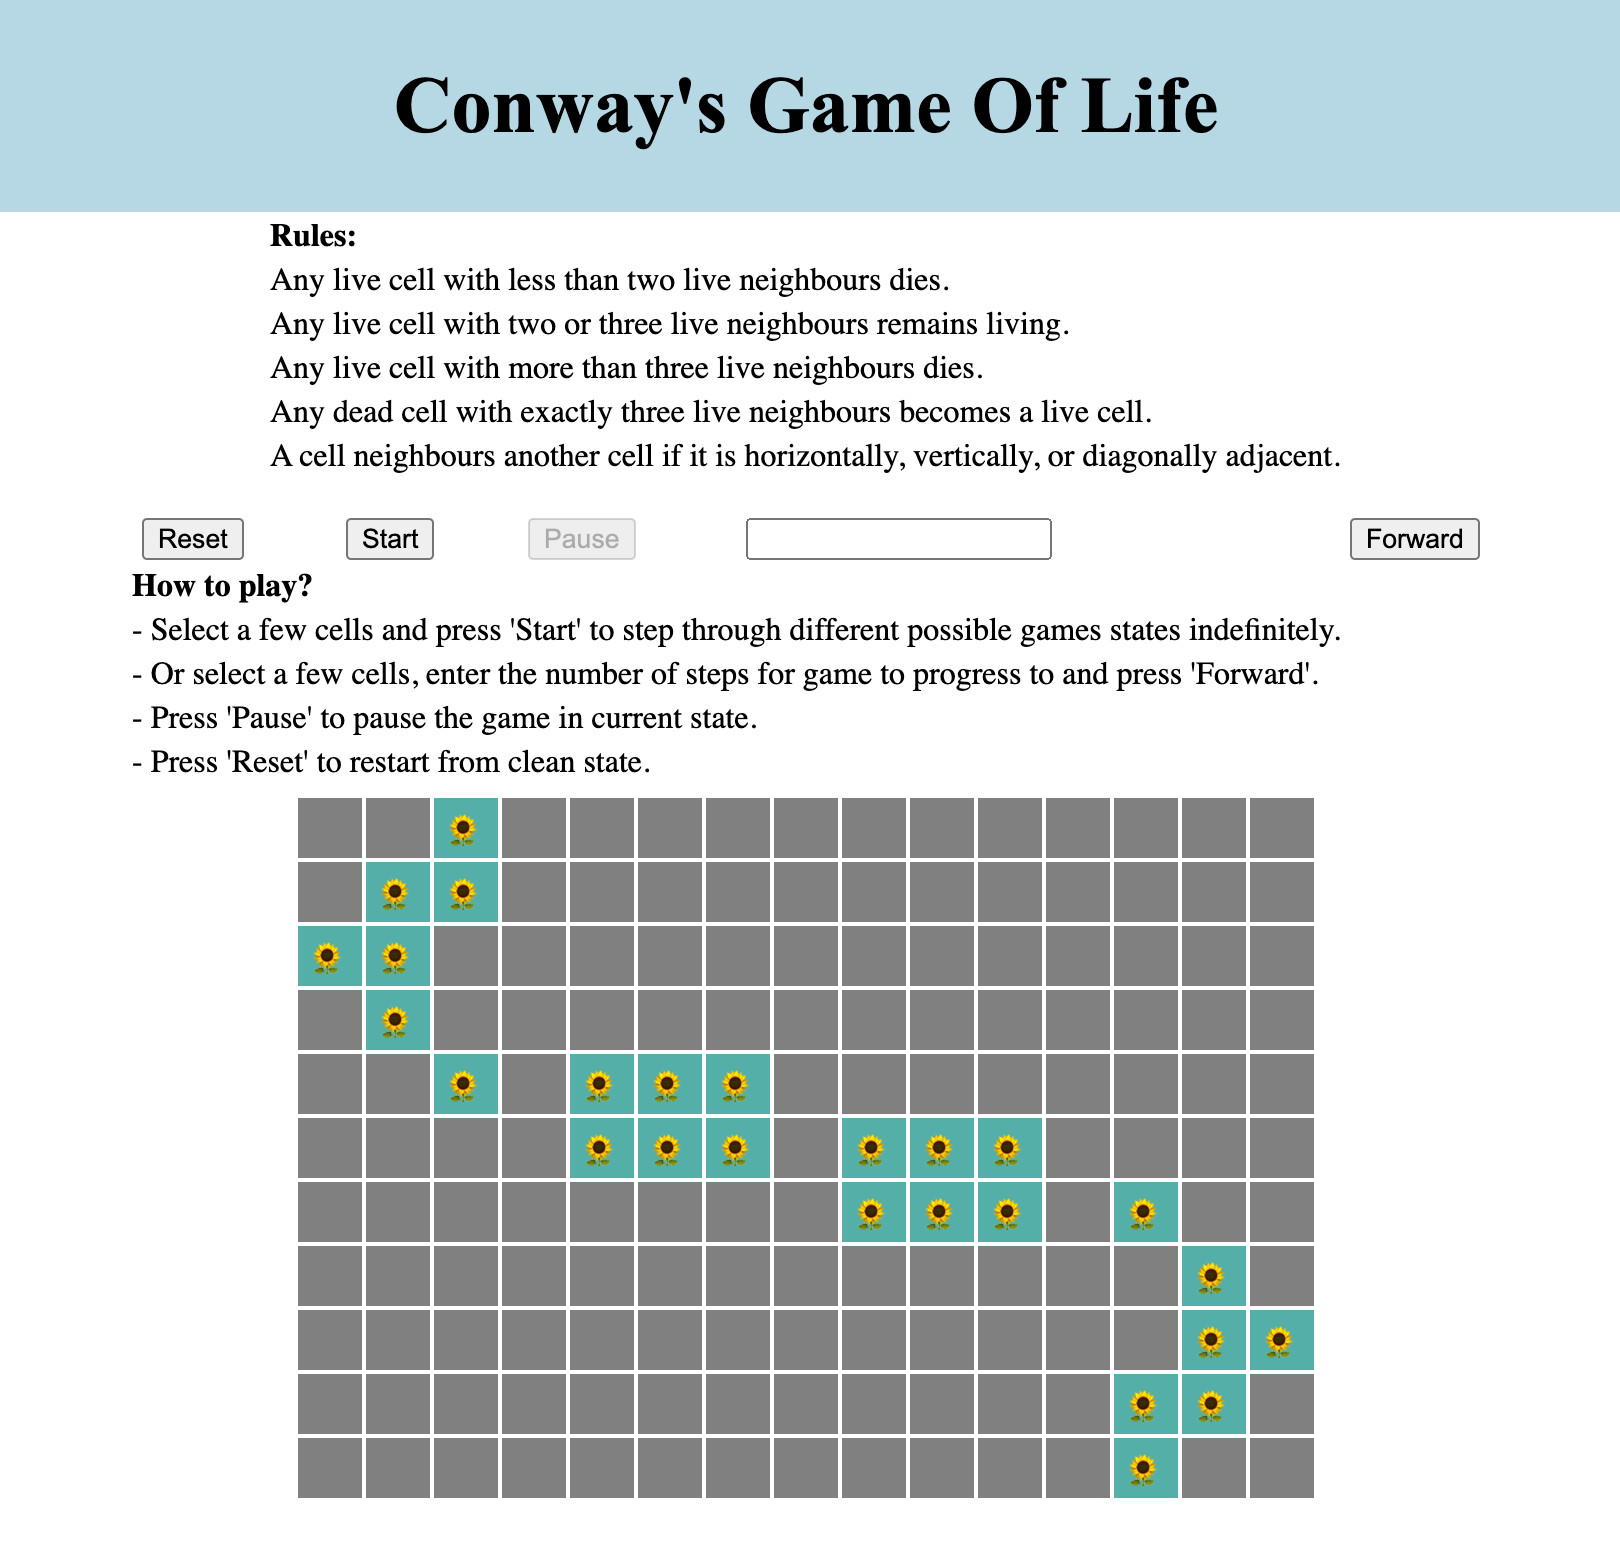 Conway's Game Of Life
Rules:
Any live cell with less than two live neighbours dies.
Any live cell with two or three live neighbours remains living.
Any live cell with more than three live neighbours dies.
Any dead cell with exactly three live neighbours becomes a live cell.
A cell neighbours another cell if it is horizontally, vertically, or diagonally adjacent.
Reset Start Pause Forward
How to play?
- Select a few cells and press 'Start' to step through different possible games states indefinitely.
- Or select a few cells, enter the number of steps for game to progress to and press 'Forward'.
- Press 'Pause' to pause the game in current state.
- Press 'Reset' to restart from clean state.